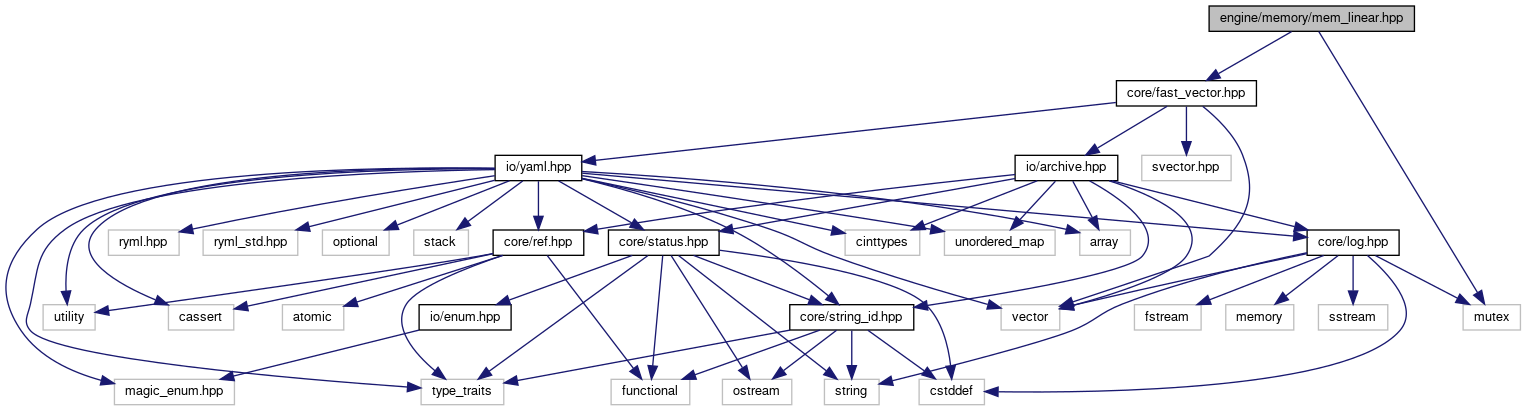 engine/memory/mem_linear.hpp
core/fast_vector.hpp
io/yaml.hpp
io/archive.hpp
svector.hpp
ryml.hpp
ryml_std.hpp
optional
stack
core/ref.hpp
core/status.hpp
cinttypes
unordered_map
array
core/log.hpp
utility
cassert
atomic
io/enum.hpp
core/string_id.hpp
vector
fstream
memory
sstream
mutex
magic_enum.hpp
type_traits
functional
ostream
string
cstddef